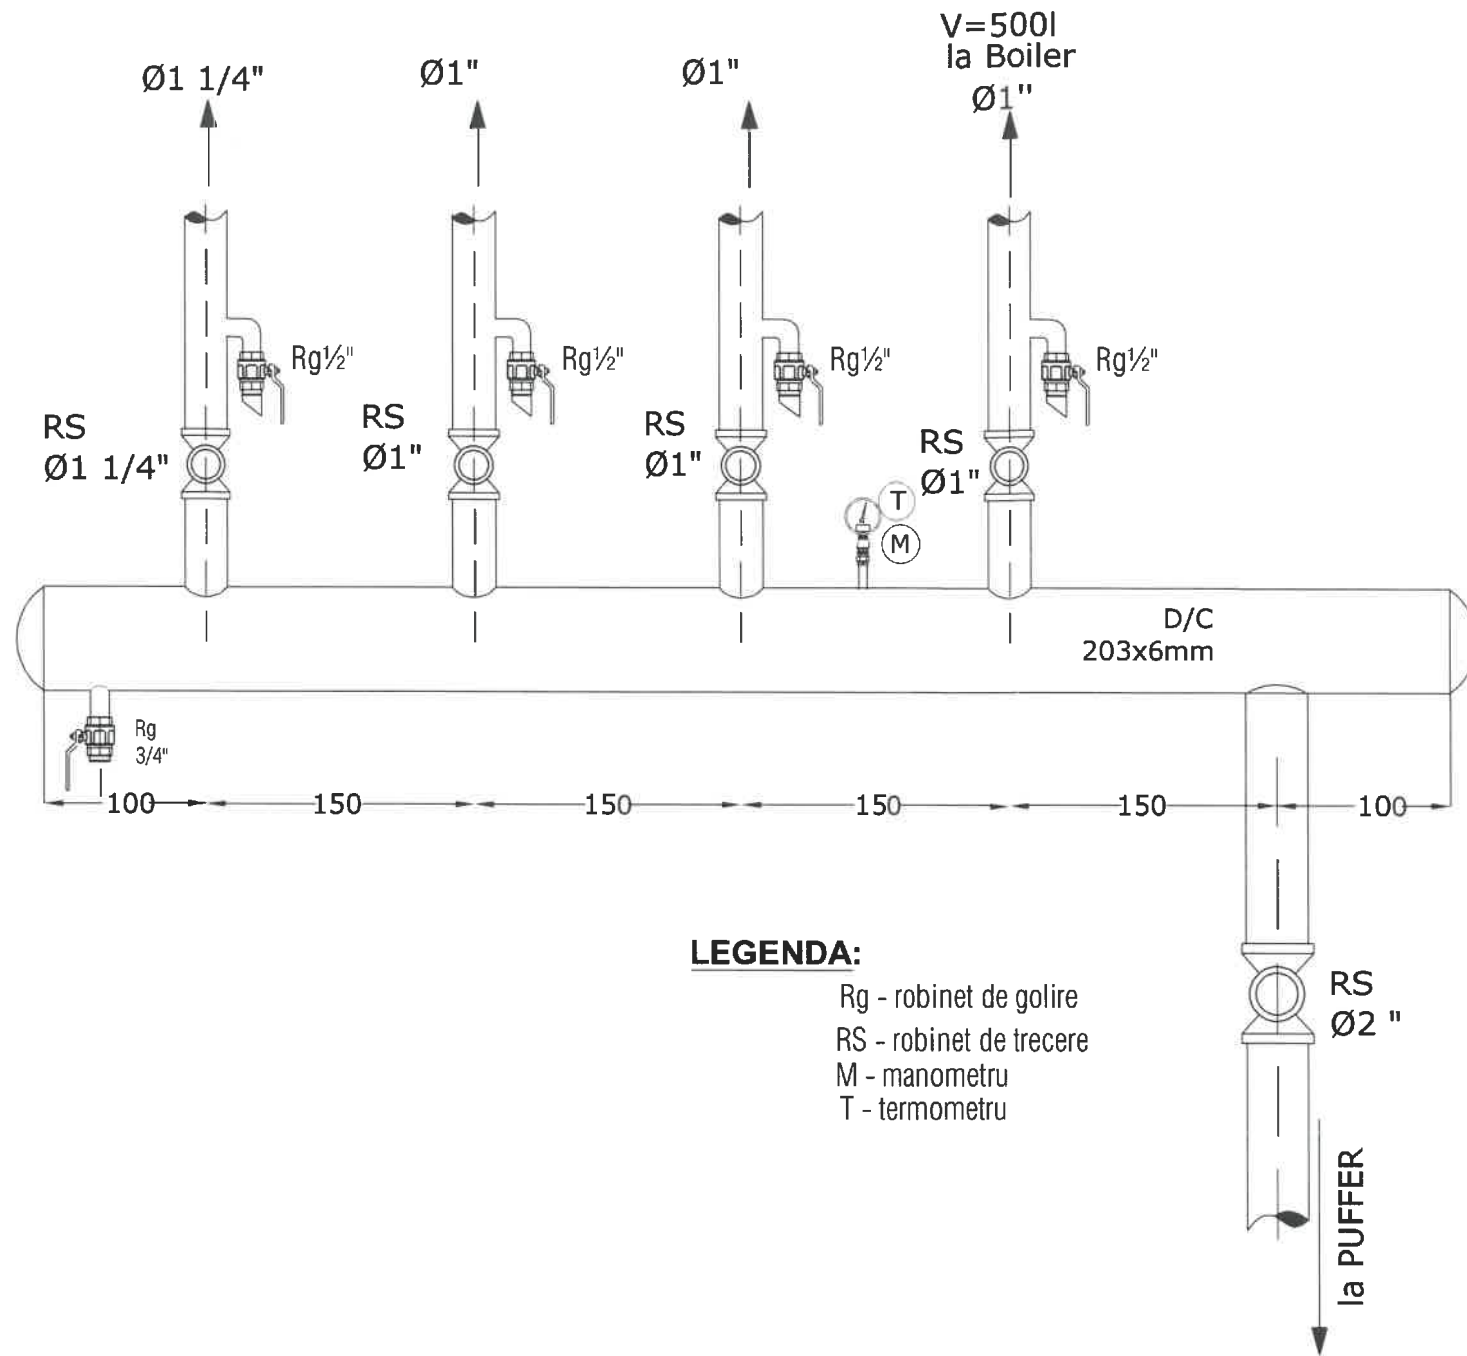 V=500l
la Boiler
Ø1"
Ø1 1/4"
Ø1"
Ø1"
Rg½"
Rg½"
Rg½"
Rg½"
RS
Ø1 1/4"
RS
Ø1"
RS
Ø1"
RS
Ø1"
T
M
D/C
203x6mm
Rg
3/4"
100
150
150
150
150
100
LEGENDA:
Rg - robinet de golire
RS - robinet de trecere
M - manometru
T - termometru
RS
Ø2 "
la PUFFER